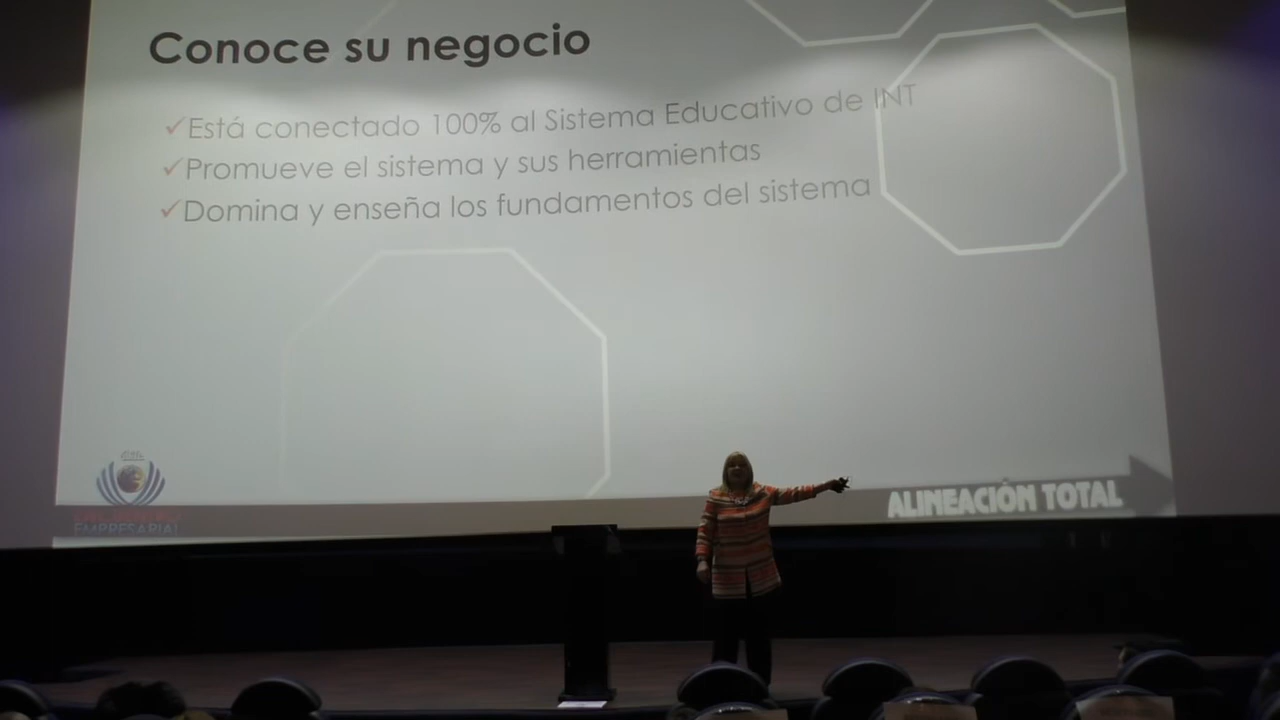 Conoce su negocio
✓Está conectado 100% al Sistema Educativo de INT
✓Promueve el sistema y sus herramientas
✓Domina y enseña los fundamentos del sistema
ALINEACIÓN TOTAL
EMPRESARIAL